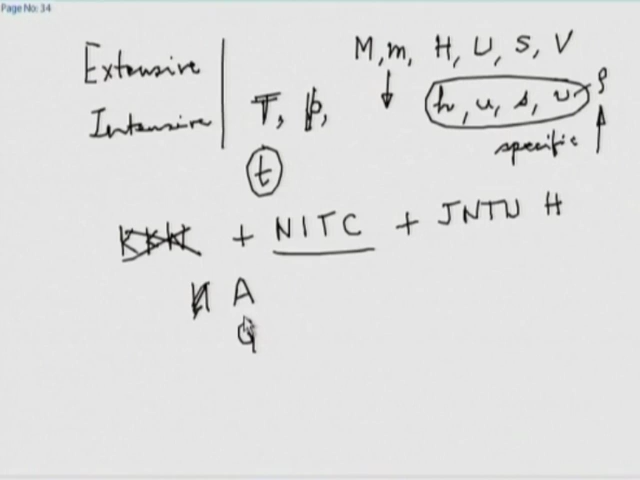 Page No: 34
Extensive M, m, H, U, S, V
Intensive T, p, h, u, s, v ρ
specific
t
+ NITC + JNTU H
A
Q